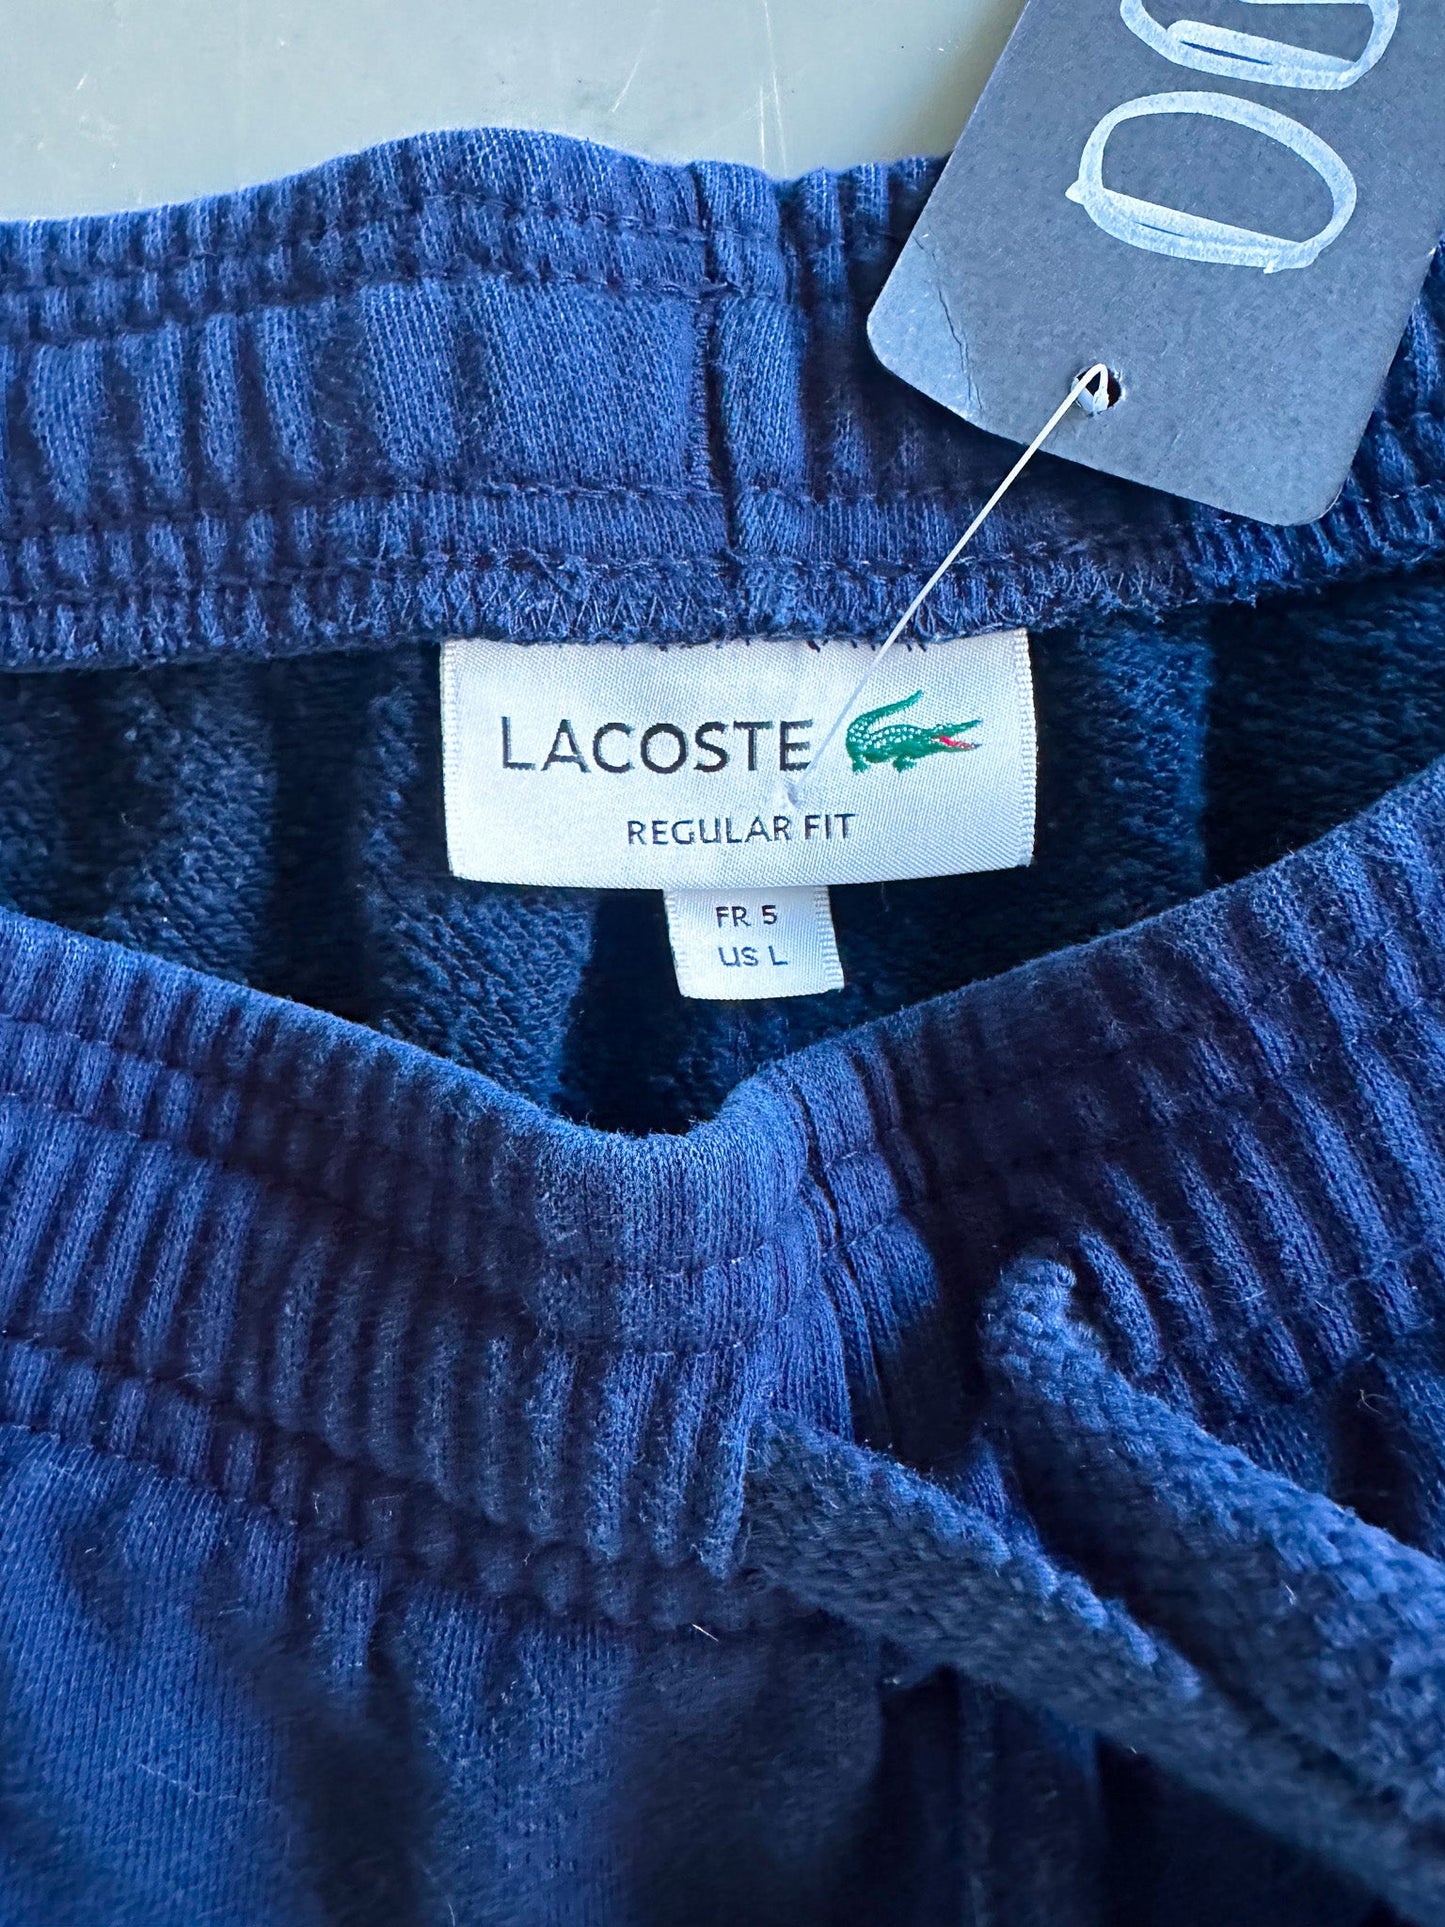 LACOSTE
REGULAR FIT
FR 5
US L